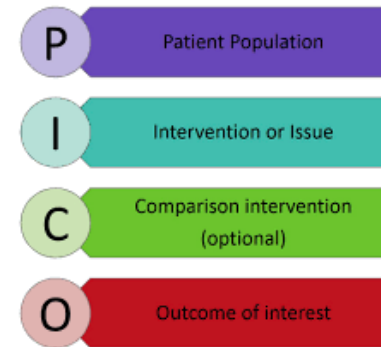 P
Patient Population
I
Intervention or Issue
C
Comparison intervention
(optional)
O
Outcome of interest